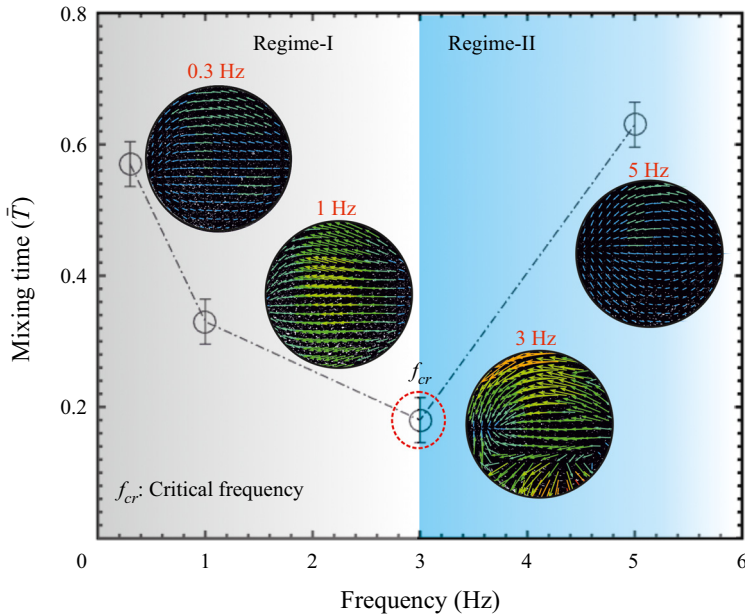 0.8
Regime-I
Regime-II
0.3 Hz
0.6
5 Hz
1 Hz
Mixing time (T̄)
0.4
3 Hz
f_cr
0.2
f_cr: Critical frequency
0
0
1
2
3
4
5
6
Frequency (Hz)